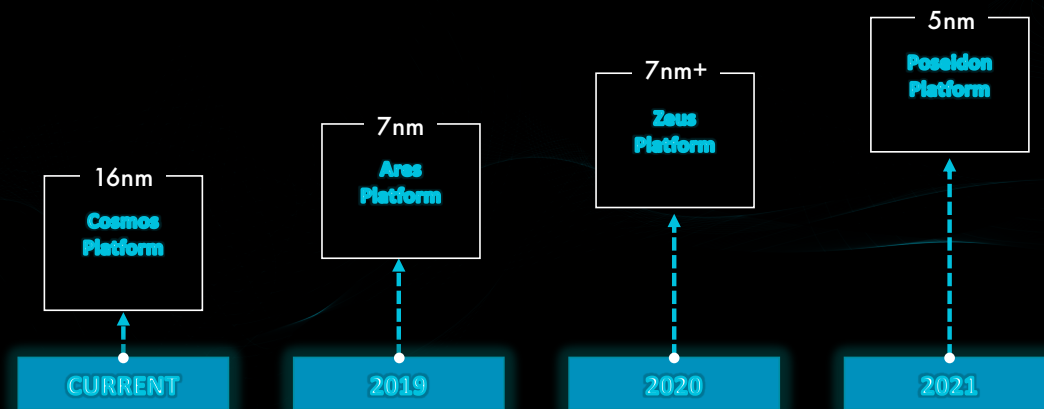 16nm
Cosmos
Platform
CURRENT
7nm
Ares
Platform
2019
7nm+
Zeus
Platform
2020
5nm
Poseidon
Platform
2021